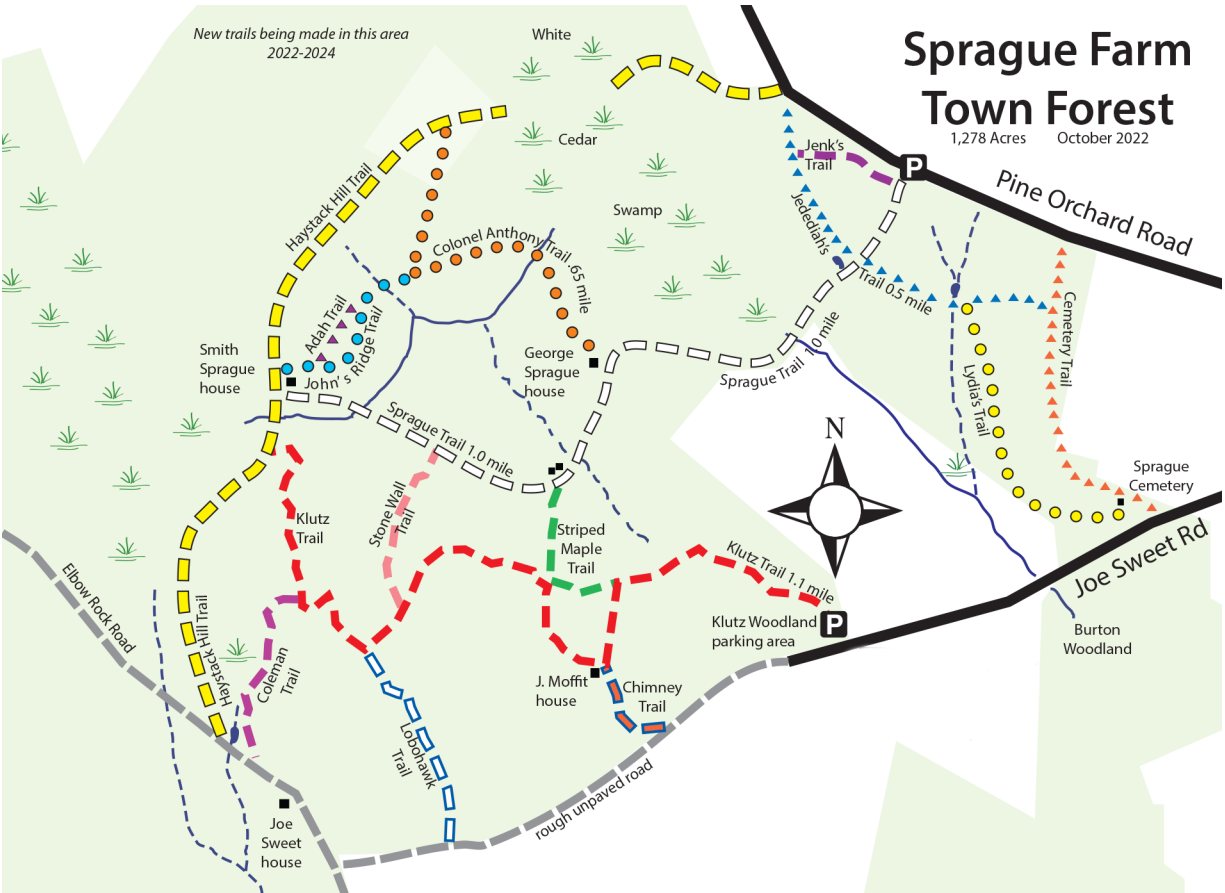 New trails being made in this area
2022-2024
White
Sprague Farm
Town Forest
1,278 Acres October 2022
Cedar
Jenk's
Trail
P
Pine Orchard Road
Haystack Hill Trail
Swamp
Jedediah's
Trail 0.5 mile
Colonel Anthony Trail .65 mile
Adah Trail
John's Ridge Trail
Smith
Sprague
house
George
Sprague
house
Sprague Trail 1.0 mile
Cemetery Trail
Lydia's Trail
Sprague Trail 1.0 mile
N
Sprague
Cemetery
Klutz
Trail
Stone Wall
Trail
Striped
Maple
Trail
Klutz Trail 1.1 mile
Joe Sweet Rd
Elbow Rock Road
Haystack Hill Trail
Coleman
Trail
Klutz Woodland
parking area
P
Burton
Woodland
J. Moffit
house
Chimney
Trail
Lobohawk
Trail
rough unpaved road
Joe
Sweet
house